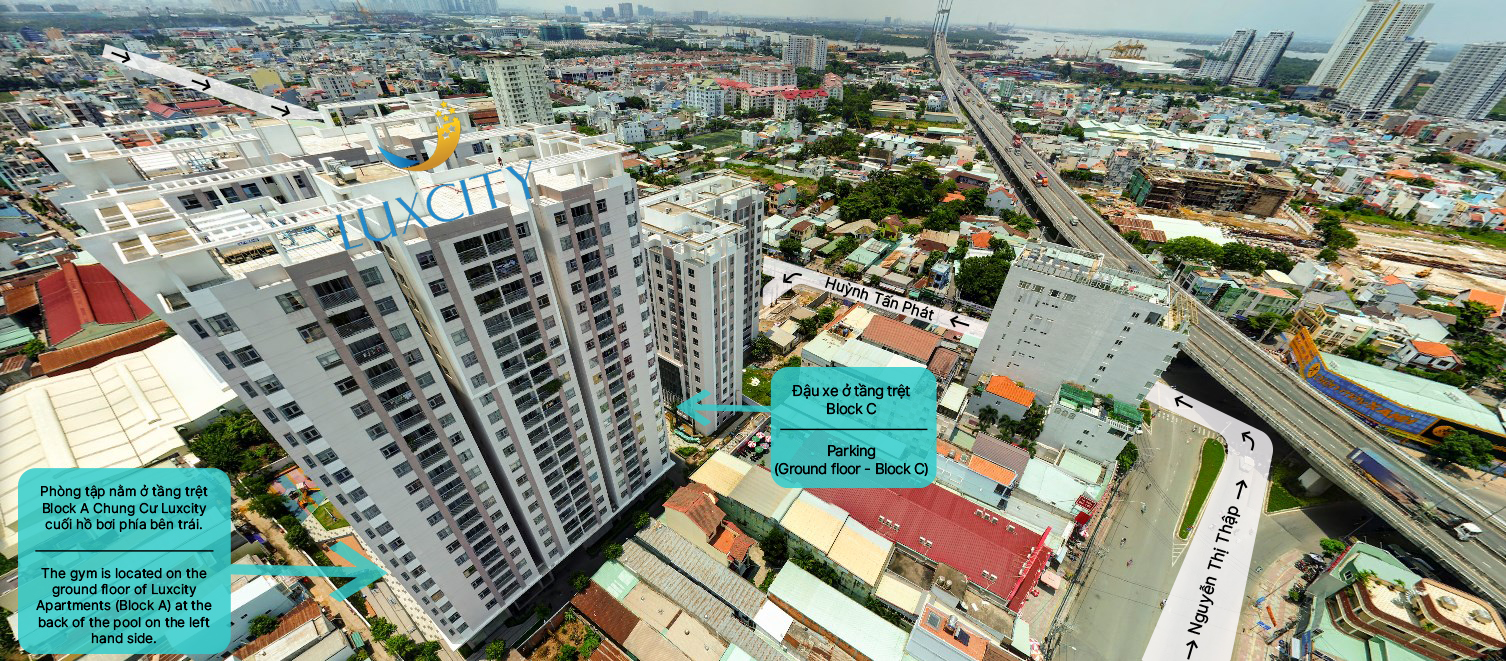 LUXCITY
Huỳnh Tấn Phát
Đậu xe ở tầng trệt
Block C
Parking
(Ground floor - Block C)
Phòng tập nằm ở tầng trệt
Block A Chung Cư Luxcity
cuối hồ bơi phía bên trái.
The gym is located on the
ground floor of Luxcity
Apartments (Block A) at the
back of the pool on the left
hand side.
Nguyễn Thị Thập